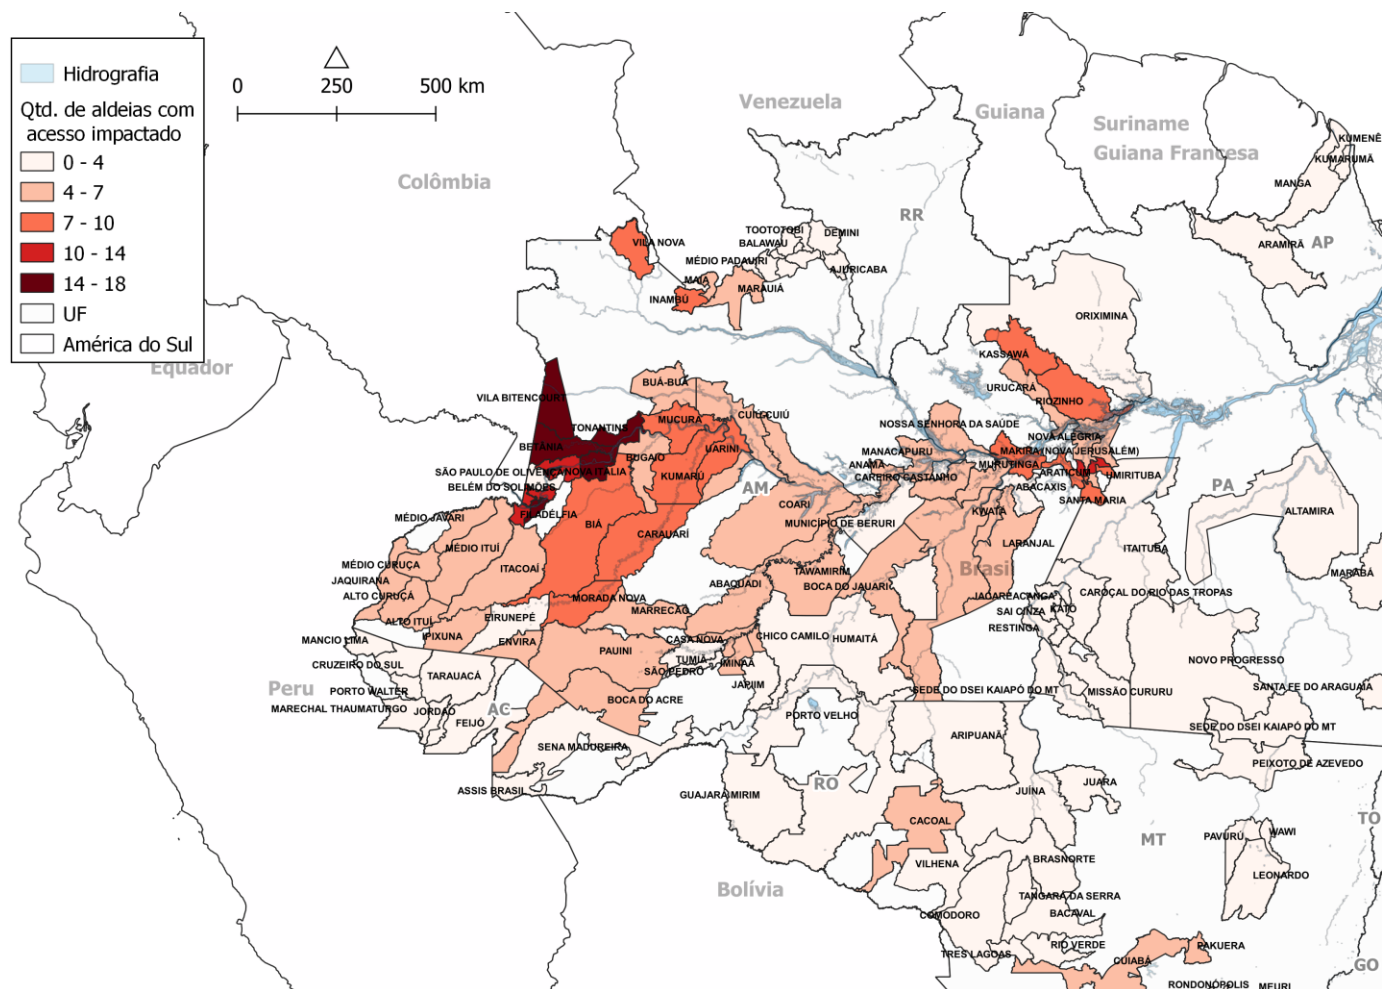 Hidrografia
Qtd. de aldeias com
acesso impactado
0 - 4
4 - 7
7 - 10
10 - 14
14 - 18
UF
América do Sul
0 250 500 km
Venezuela
Guiana
Suriname
Guiana Francesa
Colômbia
Equador
Peru
Bolívia
Brasil
RR
AP
AM
PA
AC
RO
MT
TO
GO
KUMENÊ
KUMARUMÃ
MANGA
ARAMIRÃ
TOOTOTOBI
DEMINI
BALAWAU
VILA NOVA
MÉDIO PADAUIRI
AJURICABA
MAIÁ
MARAUIÁ
INAMBÚ
ORIXIMINA
KASSAWÁ
URUCARÁ
RIOZINHO
BUÁ-BUÁ
VILA BITENCOURT
MUCURA
CUIÚ-CUIÚ
TONANTINS
NOSSA SENHORA DA SAÚDE
NOVA ALEGRIA
BETÂNIA
UARINI
MANACAPURU
MAKIRA (NOVA JERUSALÉM)
BUGAIO
ANAMÃ
MURUTINGA
SÃO PAULO DE OLIVENÇA
NOVA ITALIA
KUMARÚ
CAREIRO CASTANHO
ARATICUM
UMIRITUBA
BELÉM DO SOLIMÕES
ABACAXIS
SANTA MARIA
FILADÉLFIA
MÉDIO JAVARI
BIÁ
COARI
KWATÁ
ALTAMIRA
CARAUARÍ
MUNICÍPIO DE BERURI
MÉDIO ITUÍ
LARANJAL
ITAITUBA
MÉDIO CURUÇA
ITACOAÍ
TAWAMIRÍM
MARABÁ
JAQUIRANA
ABAQUADI
BOCA DO JAUARI
ALTO CURUÇÁ
MORADA NOVA
JACAREACANGA
CAROÇAL DO RIO DAS TROPAS
MARRECÃO
EIRUNEPÉ
SAI CINZA
KATÔ
ALTO ITUÍ
RESTINGA
IPIXUNA
ENVIRA
CASA NOVA
CHICO CAMILO
HUMAITÁ
MANCIO LIMA
PAUINI
TUMIÃ
CRUZEIRO DO SUL
IMINAÃ
NOVO PROGRESSO
TARAUACÁ
SÃO PEDRO
PORTO WALTER
JAPIIM
SANTA FE DO ARAGUAIA
MARECHAL THAUMATURGO
JORDÃO
BOCA DO ACRE
SEDE DO DSEI KAIAPÓ DO MT
MISSÃO CURURU
FEIJÓ
PORTO VELHO
SEDE DO DSEI KAIAPÓ DO MT
SENA MADUREIRA
ARIPUANÃ
PEIXOTO DE AZEVEDO
ASSIS BRASIL
GUAJARÁ-MIRIM
JUÍNA
JUARA
CACOAL
PAVURÚ
WAWI
VILHENA
BRASNORTE
LEONARDO
TANGARÁ DA SERRA
COMODORO
BACAVAL
TRES LAGOAS
RIO VERDE
PAKUERA
CUIABÁ
RONDONÓPOLIS
MEURI